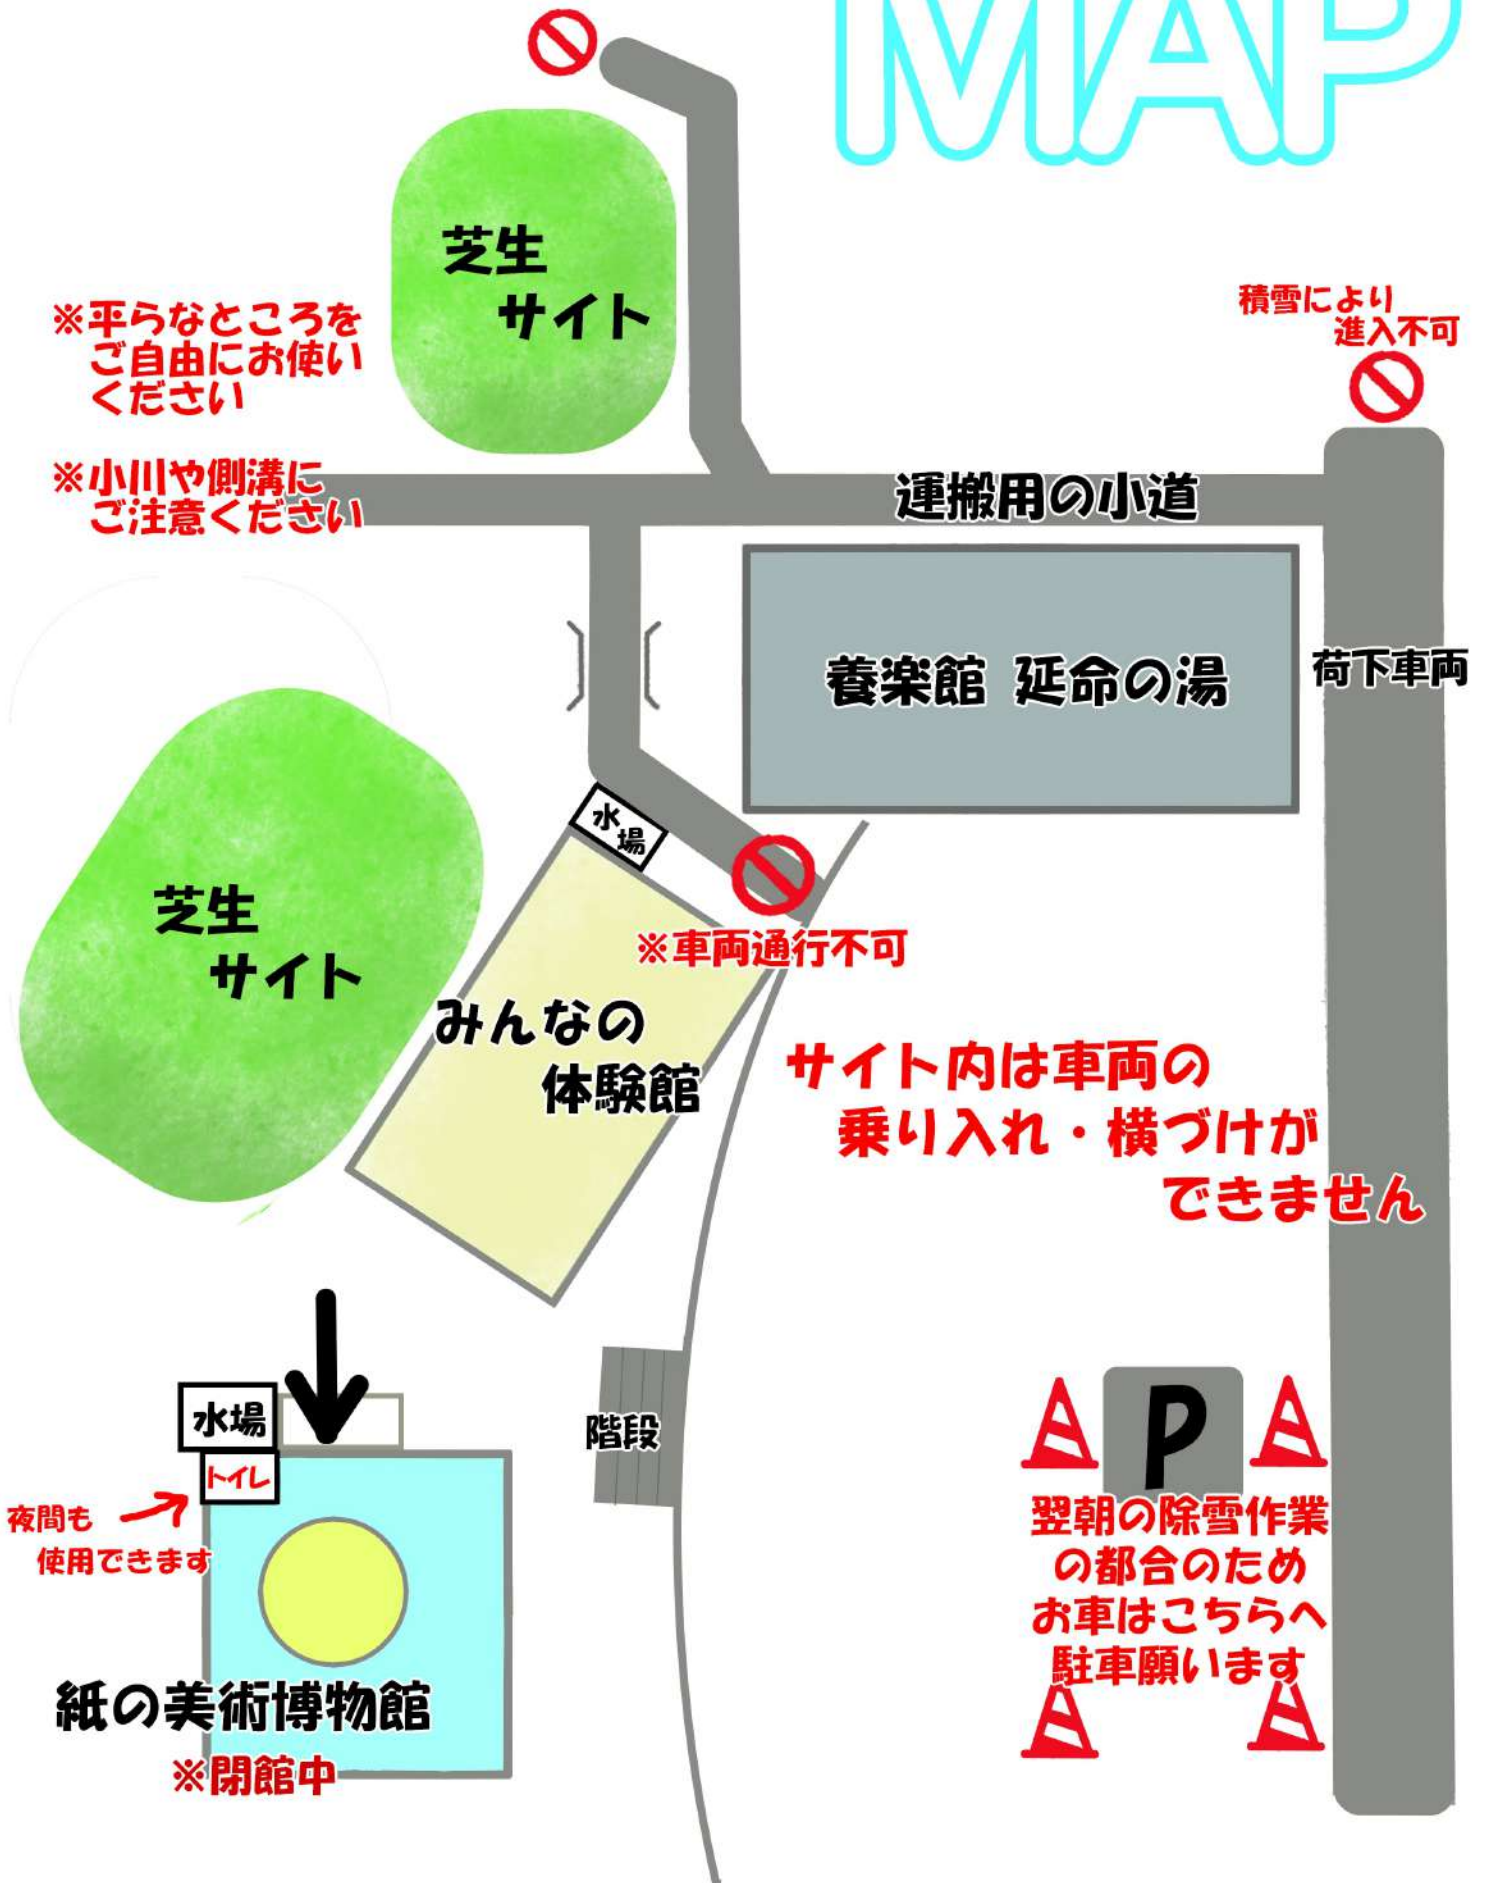 MAP
芝生
サイト
※平らなところを
ご自由にお使い
ください
積雪により
進入不可
※小川や側溝に
ご注意ください
運搬用の小道
養楽館 延命の湯
荷下車両
水場
芝生
サイト
※車両通行不可
みんなの
体験館
サイト内は車両の
乗り入れ・横づけが
できません
水場
トイレ
夜間も
使用できます
階段
P
翌朝の除雪作業
の都合のため
お車はこちらへ
駐車願います
紙の美術博物館
※閉館中